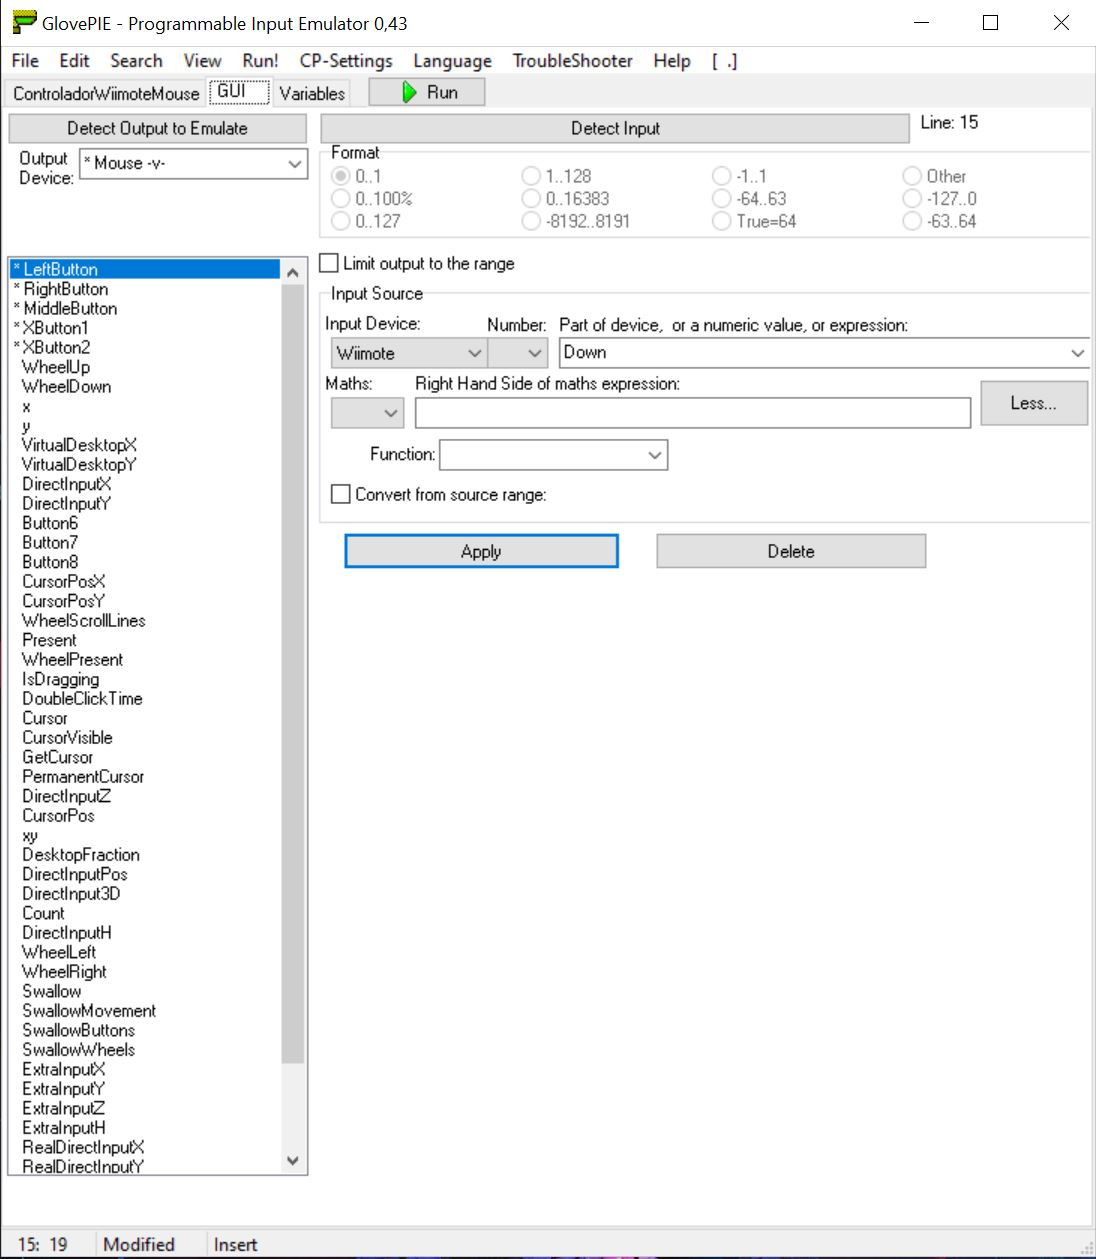 GlovePIE - Programmable Input Emulator 0,43
File Edit Search View Run! CP-Settings Language TroubleShooter Help [ .]
ControladorWiimoteMouse GUI Variables Run
Detect Output to Emulate
Output Device: * Mouse -v-
Detect Input
Line: 15
Format
0..1 1..128 -1..1 Other
0..100% 0..16383 -64..63 -127..0
0..127 -8192..8191 True=64 -63..64
Limit output to the range
Input Source
Input Device: Number: Part of device, or a numeric value, or expression:
Wiimote Down
Maths: Right Hand Side of maths expression:
Less...
Function:
Convert from source range:
Apply Delete
* LeftButton
* RightButton
* MiddleButton
* XButton1
* XButton2
WheelUp
WheelDown
x
y
VirtualDesktopX
VirtualDesktopY
DirectInputX
DirectInputY
Button6
Button7
Button8
CursorPosX
CursorPosY
WheelScrollLines
Present
WheelPresent
IsDragging
DoubleClickTime
Cursor
CursorVisible
GetCursor
PermanentCursor
DirectInputZ
CursorPos
xy
DesktopFraction
DirectInputPos
DirectInput3D
Count
DirectInputH
WheelLeft
WheelRight
Swallow
SwallowMovement
SwallowButtons
SwallowWheels
ExtraInputX
ExtraInputY
ExtraInputZ
ExtraInputH
RealDirectInputX
RealDirectInputY
15: 19 Modified Insert